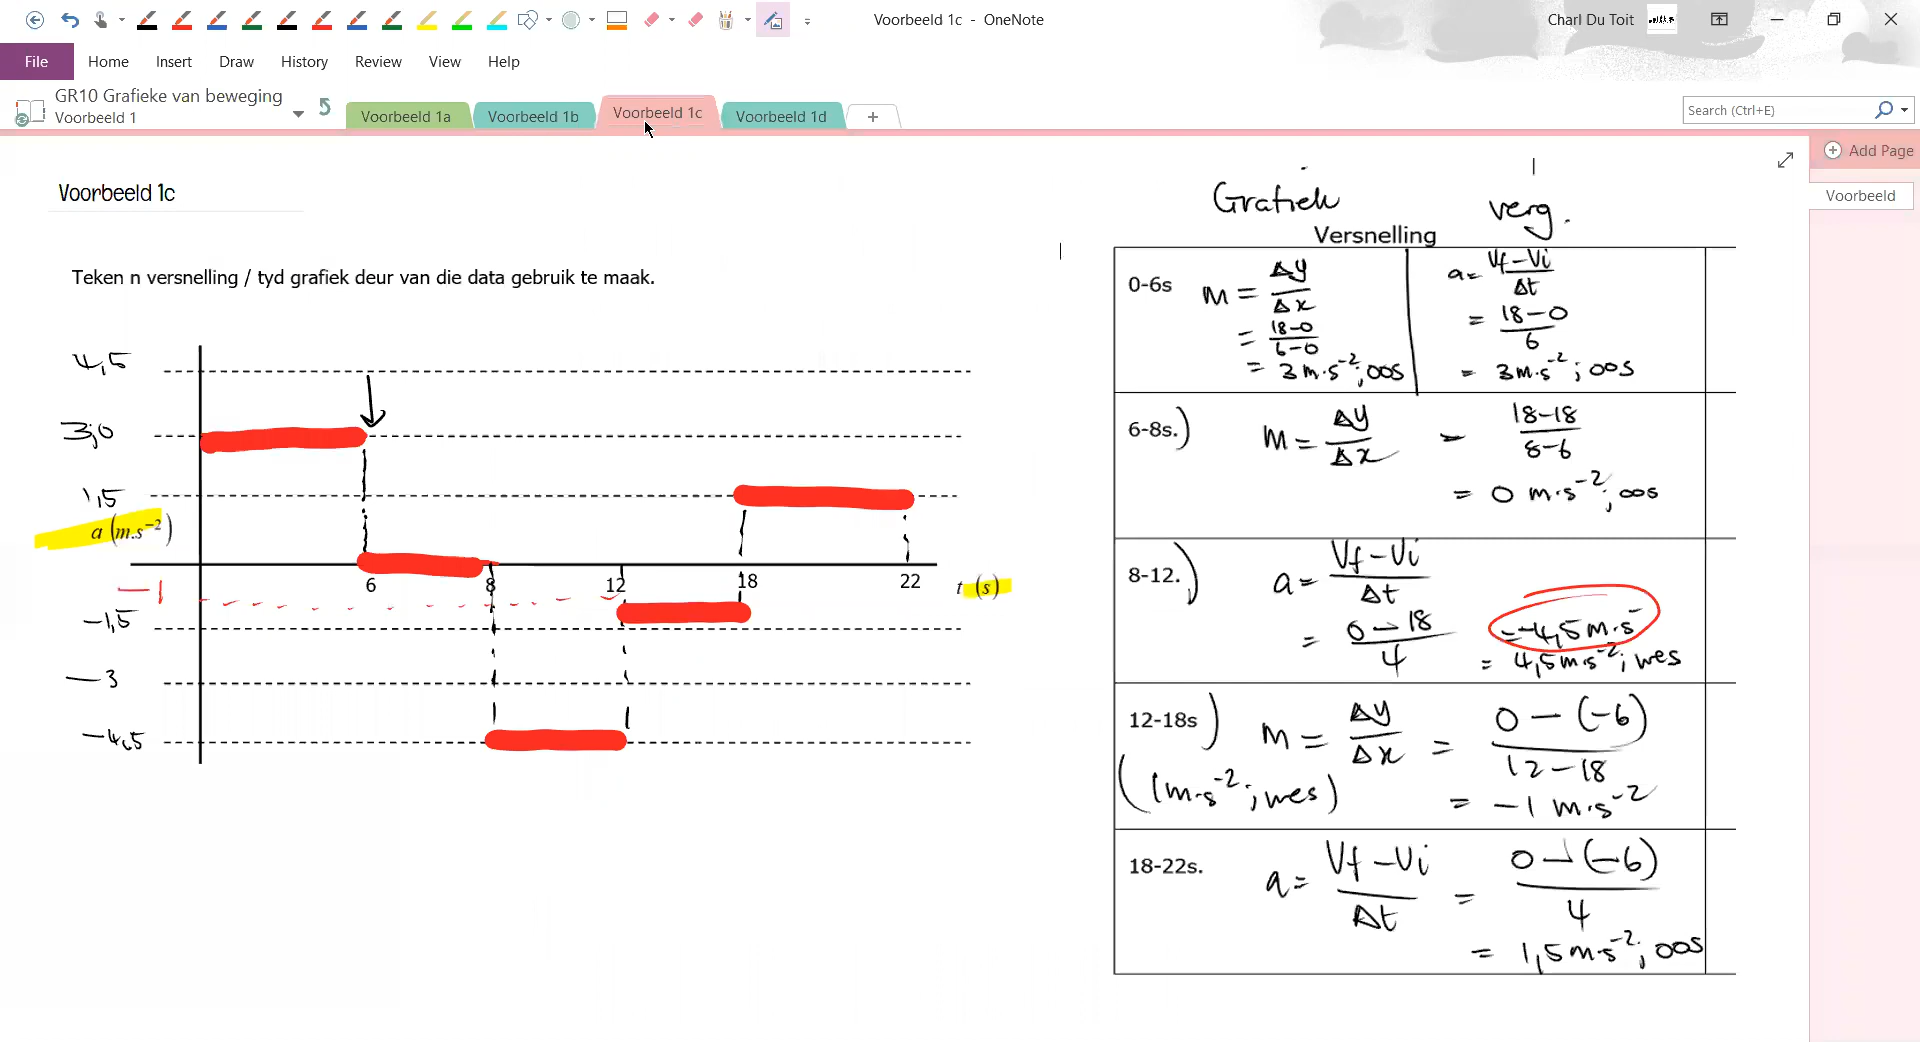 Voorbeeld 1c - OneNote
Charl Du Toit
File
Home
Insert
Draw
History
Review
View
Help
GR10 Grafieke van beweging
Voorbeeld 1
Voorbeeld 1a
Voorbeeld 1b
Voorbeeld 1c
Voorbeeld 1d
Search (Ctrl+E)
Add Page
Voorbeeld
Voorbeeld 1c
Teken n versnelling / tyd grafiek deur van die data gebruik te maak.
4,5
3,0
1,5
a (m.s⁻²)
-1
-1,5
-3
-4,5
6
8
12
18
22
t (s)
Grafiek
verg.
Versnelling
0-6s
m = Δy/Δx
= 18-0/6-0
= 3 m·s⁻²; oos
a = Vf-Vi/Δt
= 18-0/6
= 3 m·s⁻²; oos
6-8s.)
m = Δy/Δx = 18-18/8-6
= 0 m·s⁻²; oos
8-12.)
a = Vf-Vi/Δt
= 0-18/4
= -4,5 m·s⁻
= 4,5 m·s⁻²; wes
12-18s)
m = Δy/Δx = 0-(-6)/12-18
= -1 m·s⁻²
(1 m·s⁻²; wes)
18-22s.
a = Vf-Vi/Δt = 0-(-6)/4
= 1,5 m·s⁻²; oos